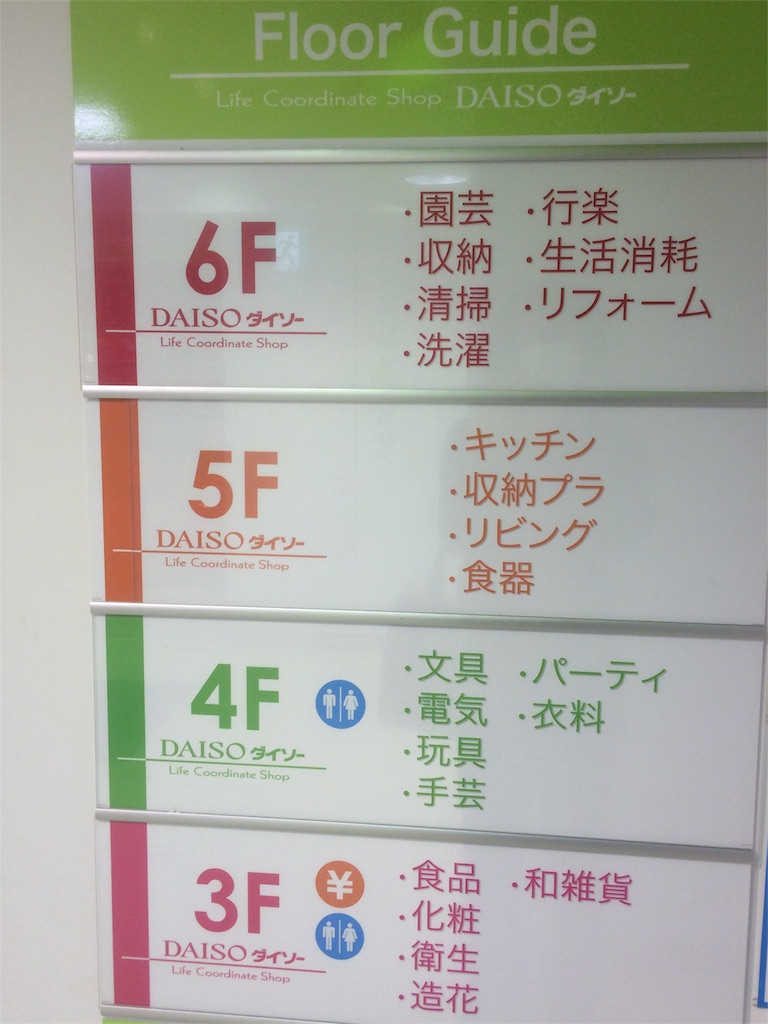 Floor Guide
Life Coordinate Shop DAISO ダイソー
6F
DAISO ダイソー
Life Coordinate Shop
・園芸 ・行楽
・収納 ・生活消耗
・清掃 ・リフォーム
・洗濯
5F
DAISO ダイソー
Life Coordinate Shop
・キッチン
・収納プラ
・リビング
・食器
4F
DAISO ダイソー
Life Coordinate Shop
・文具 ・パーティ
・電気 ・衣料
・玩具
・手芸
3F
¥
DAISO ダイソー
Life Coordinate Shop
・食品 ・和雑貨
・化粧
・衛生
・造花